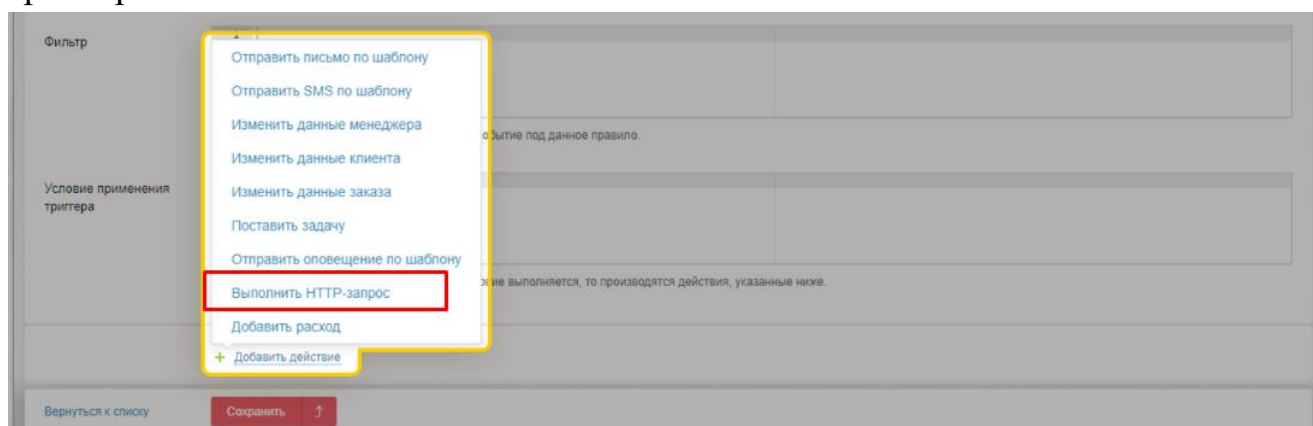 Фильтр
Отправить письмо по шаблону
Отправить SMS по шаблону
Изменить данные менеджера
событие под данное правило.
Изменить данные клиента
Условие применения
триггера
Изменить данные заказа
Поставить задачу
Отправить оповещение по шаблону
выполняется, то производятся действия, указанные ниже.
Выполнить HTTP-запрос
Добавить расход
+ Добавить действие
Вернуться к списку
Сохранить